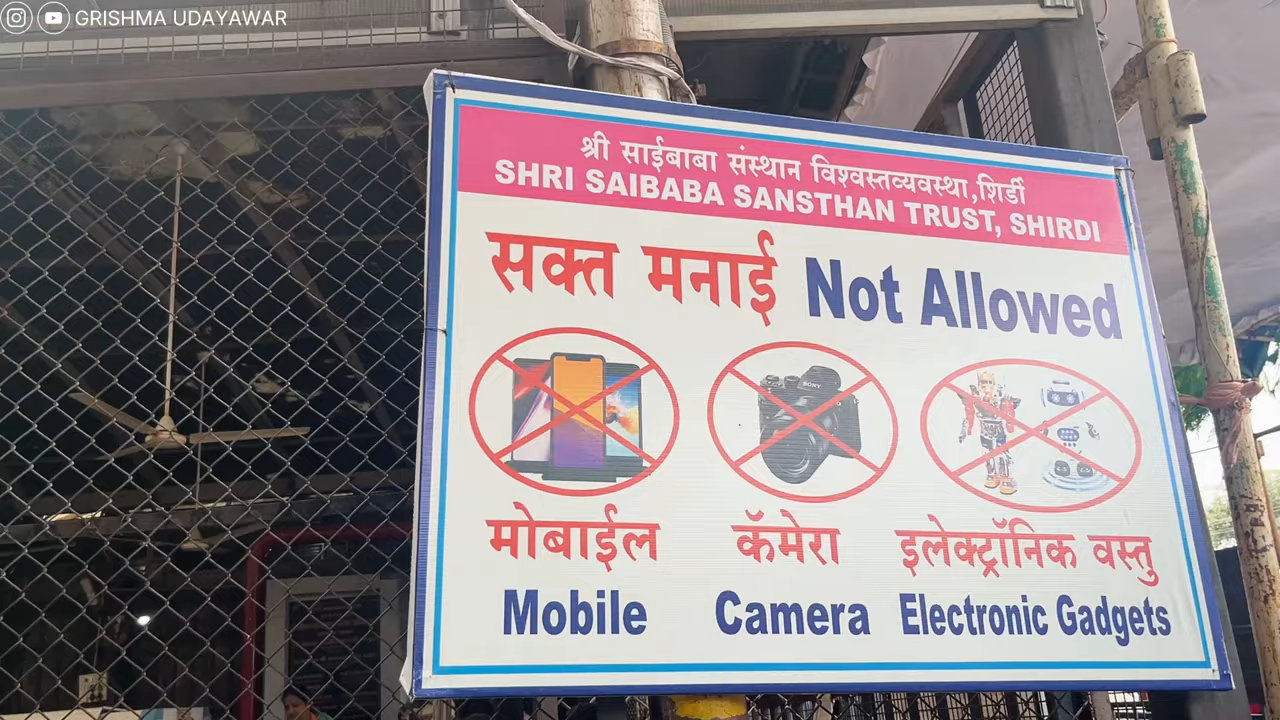 GRISHMA UDAYAWAR
श्री साईबाबा संस्थान विश्वस्तव्यवस्था,शिर्डी
SHRI SAIBABA SANSTHAN TRUST, SHIRDI
सक्त मनाई Not Allowed
SONY
मोबाईल कॅमेरा इलेक्ट्रॉनिक वस्तु
Mobile Camera Electronic Gadgets